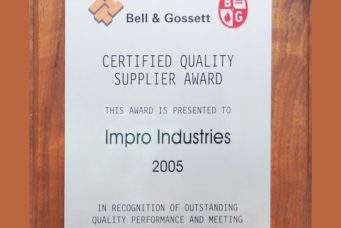 Bell & Gossett
B G
CERTIFIED QUALITY
SUPPLIER AWARD
THIS AWARD IS PRESENTED TO
Impro Industries
2005
IN RECOGNITION OF OUTSTANDING
QUALITY PERFORMANCE AND MEETING